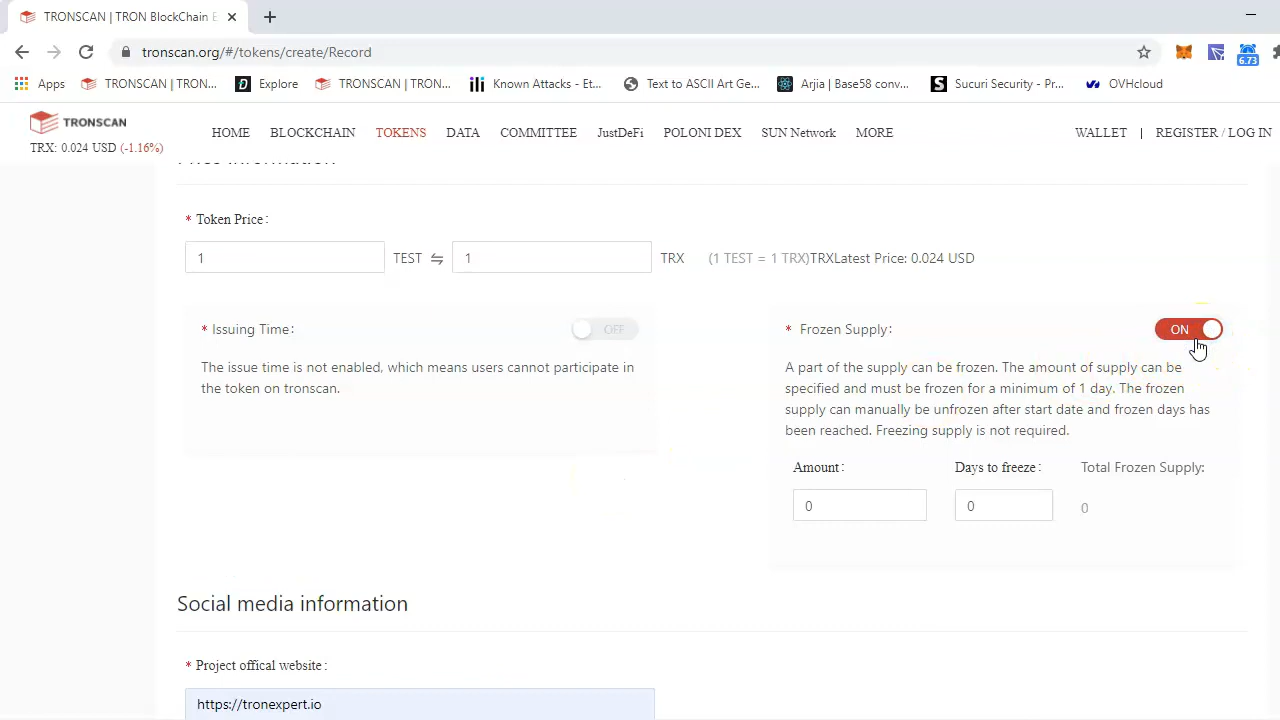 TRONSCAN | TRON BlockChain E
tronscan.org/#/tokens/create/Record
6.73
Apps TRONSCAN | TRON... Explore TRONSCAN | TRON... Known Attacks - Et... Text to ASCII Art Ge... Arjia | Base58 conv... Sucuri Security - Pr... OVHcloud
TRONSCAN
TRX: 0.024 USD (-1.16%)
HOME BLOCKCHAIN TOKENS DATA COMMITTEE JustDeFi POLONI DEX SUN Network MORE WALLET | REGISTER / LOG IN
Price information
* Token Price:
1 TEST ⇋ 1 TRX (1 TEST = 1 TRX)TRXLatest Price: 0.024 USD
* Issuing Time: OFF
The issue time is not enabled, which means users cannot participate in
the token on tronscan.
* Frozen Supply: ON
A part of the supply can be frozen. The amount of supply can be
specified and must be frozen for a minimum of 1 day. The frozen
supply can manually be unfrozen after start date and frozen days has
been reached. Freezing supply is not required.
Amount: Days to freeze: Total Frozen Supply:
0 0 0
Social media information
* Project offical website:
https://tronexpert.io